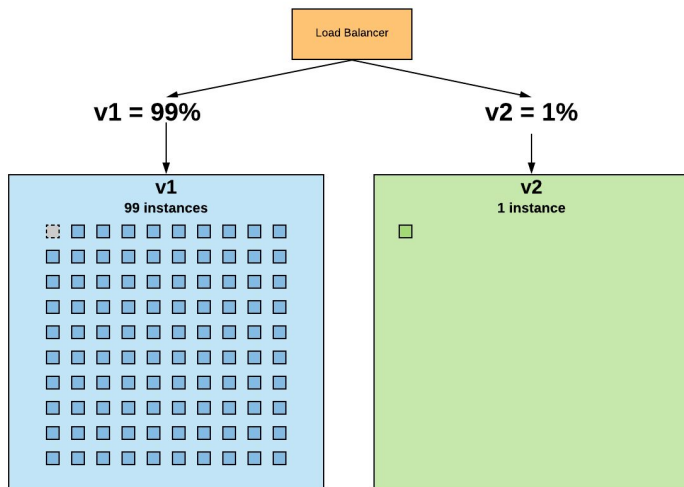 Load Balancer
v1 = 99%
v2 = 1%
v1
99 instances
v2
1 instance